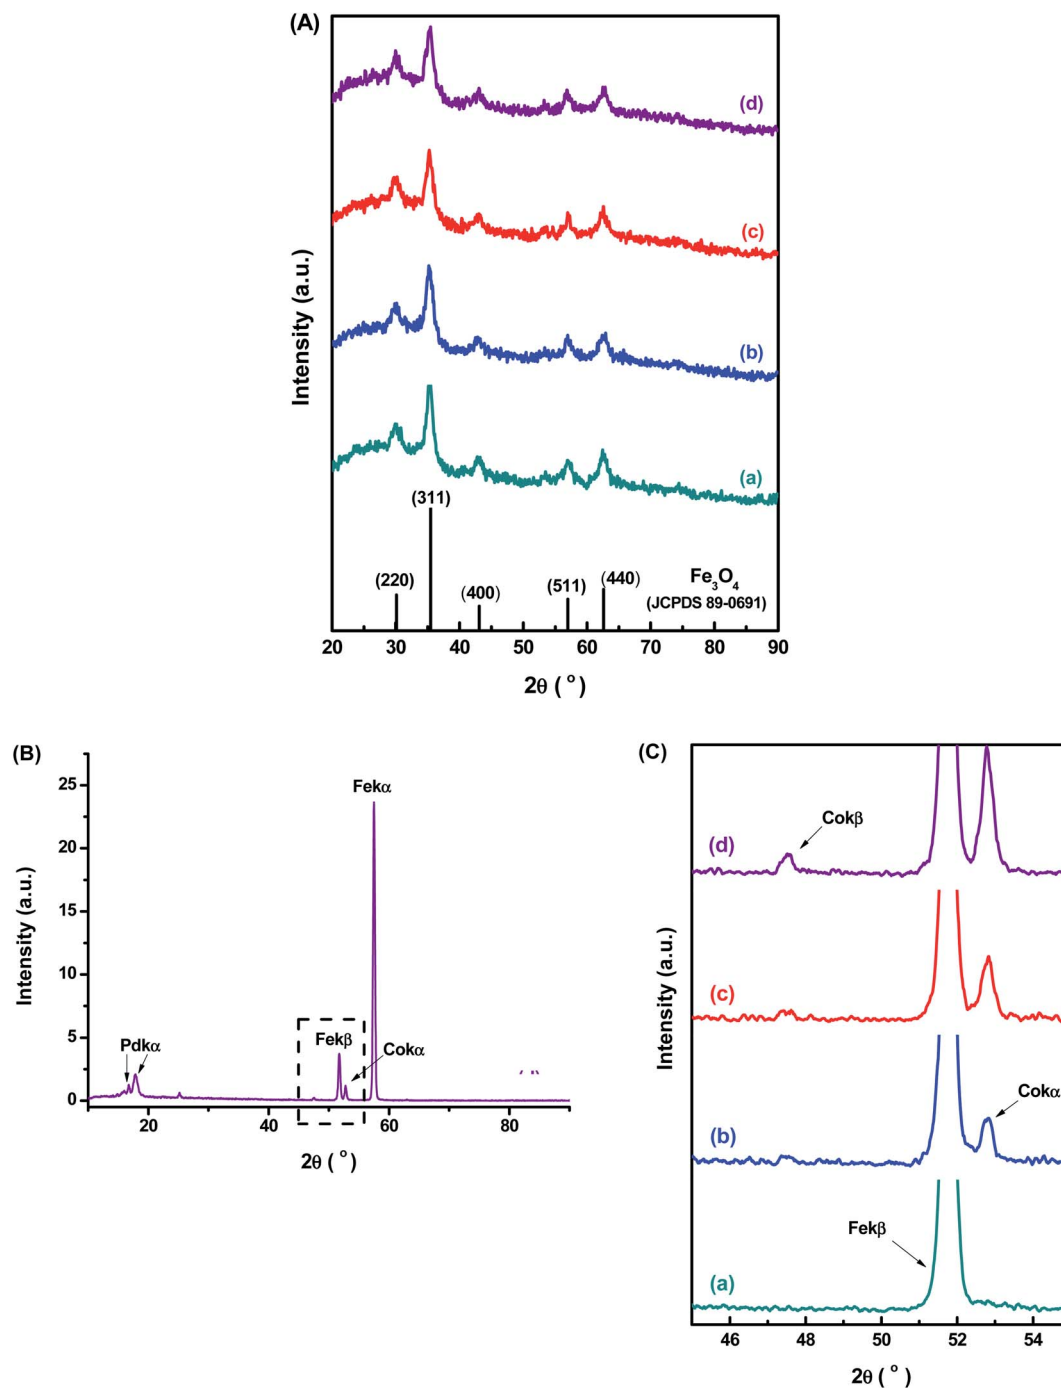 (A)
(d)
(c)
(b)
(a)
(311)
(220)
(400)
(511)
(440)
Fe₃O₄
(JCPDS 89-0691)
Intensity (a.u.)
20 30 40 50 60 70 80 90
2θ ( ° )
(B)
25
20
15
10
5
0
Fekα
Pdkα
Fekβ
Cokα
Intensity (a.u.)
20 40 60 80
2θ ( ° )
(C)
Cokβ
(d)
(c)
(b)
Cokα
Fekβ
(a)
Intensity (a.u.)
46 48 50 52 54
2θ ( ° )